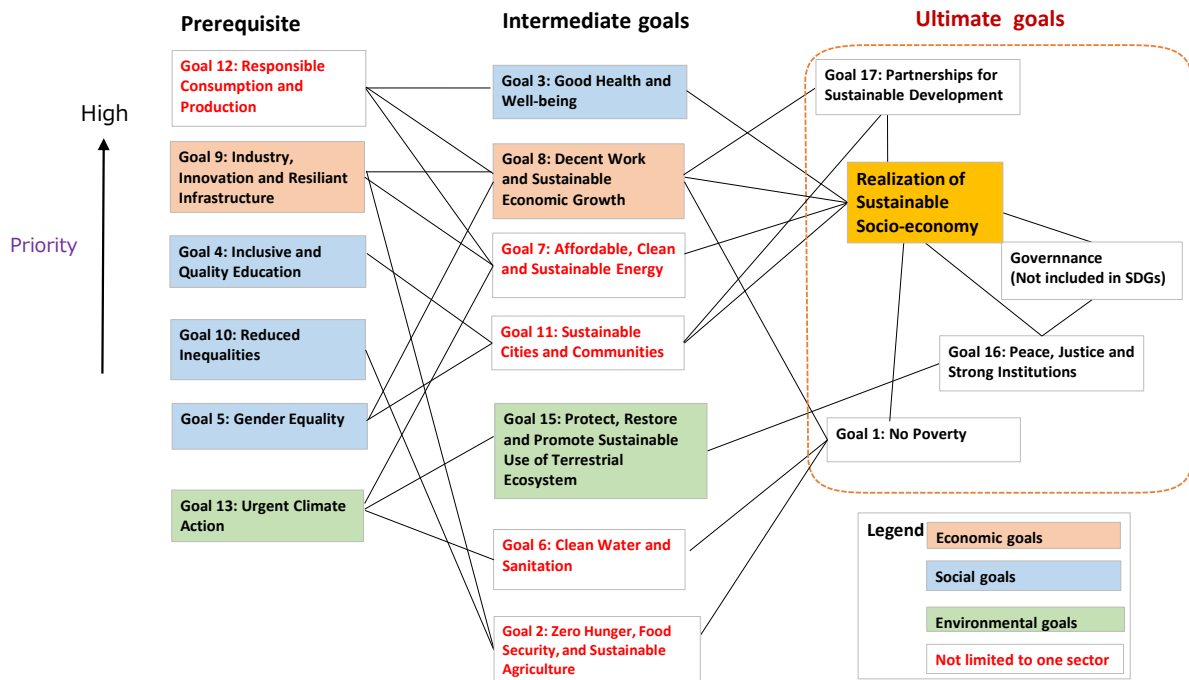 Prerequisite
Goal 12: Responsible
Consumption and
Production
Goal 9: Industry,
Innovation and Resiliant
Infrastructure
Goal 4: Inclusive and
Quality Education
Goal 10: Reduced
Inequalities
Goal 5: Gender Equality
Goal 13: Urgent Climate
Action
High
Priority
Intermediate goals
Goal 3: Good Health and
Well-being
Goal 8: Decent Work
and Sustainable
Economic Growth
Goal 7: Affordable, Clean
and Sustainable Energy
Goal 11: Sustainable
Cities and Communities
Goal 15: Protect, Restore
and Promote Sustainable
Use of Terrestrial
Ecosystem
Goal 6: Clean Water and
Sanitation
Goal 2: Zero Hunger, Food
Security, and Sustainable
Agriculture
Ultimate goals
Goal 17: Partnerships for
Sustainable Development
Realization of
Sustainable
Socio-economy
Governnance
(Not included in SDGs)
Goal 16: Peace, Justice and
Strong Institutions
Goal 1: No Poverty
Legend
Economic goals
Social goals
Environmental goals
Not limited to one sector